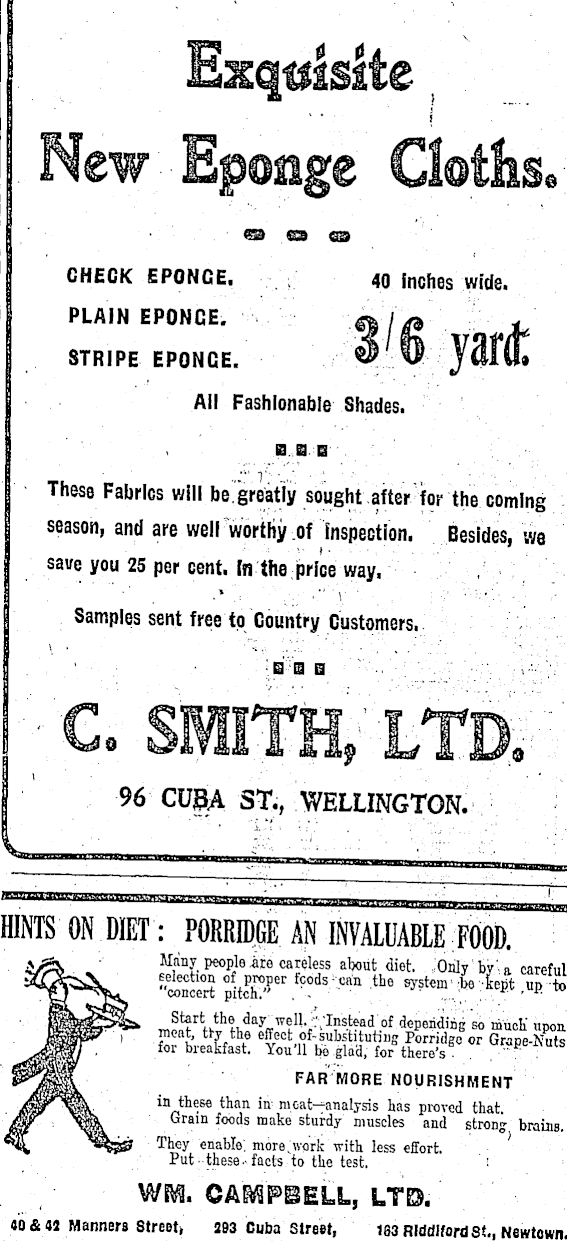 Exquisite
New Eponge Cloths.
CHECK EPONGE.
PLAIN EPONGE.
STRIPE EPONGE.
40 inches wide.
3/6 yard.
All Fashionable Shades.
These Fabrics will be greatly sought after for the coming
season, and are well worthy of inspection. Besides, we
save you 25 per cent. in the price way.
Samples sent free to Country Customers.
C. SMITH, LTD.
96 CUBA ST., WELLINGTON.
HINTS ON DIET: PORRIDGE AN INVALUABLE FOOD.
Many people are careless about diet. Only by a careful
selection of proper foods can the system be kept up to
"concert pitch."
Start the day well. Instead of depending so much upon
meat, try the effect of substituting Porridge or Grape-Nuts
for breakfast. You'll be glad, for there's
FAR MORE NOURISHMENT
in these than in meat—analysis has proved that.
Grain foods make sturdy muscles and strong brains.
They enable more work with less effort.
Put these facts to the test.
WM. CAMPBELL, LTD.
40 & 42 Manners Street, 293 Cuba Street, 163 Riddiford St., Newtown.